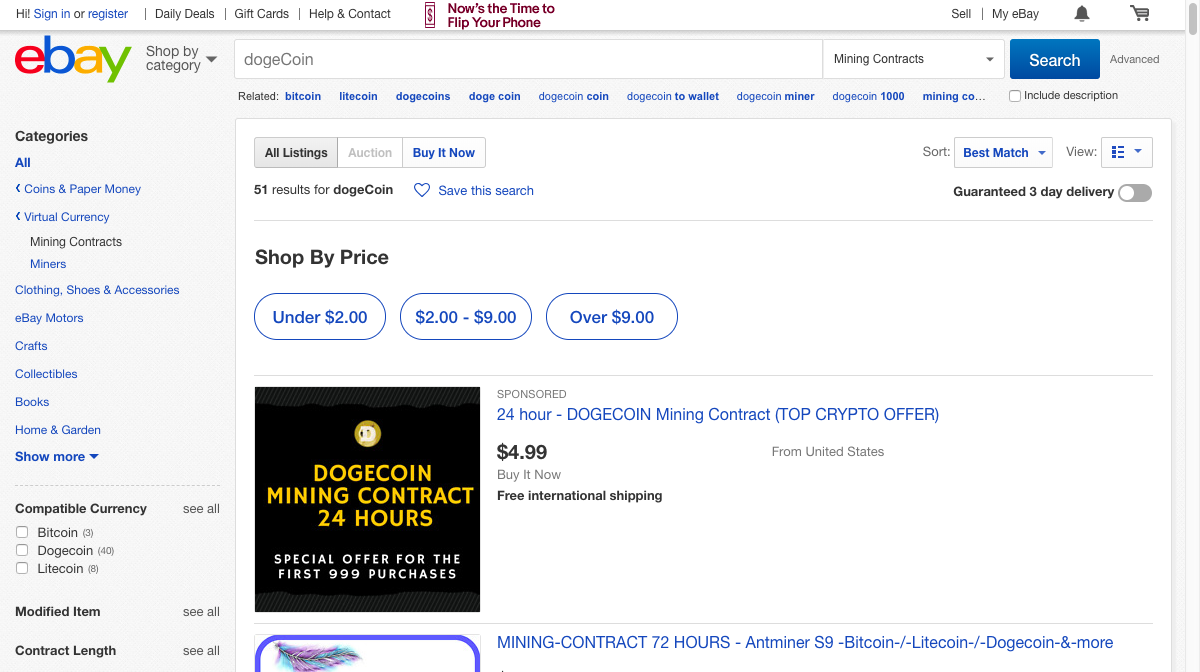 Hi! Sign in or register | Daily Deals | Gift Cards | Help & Contact
Now's the Time to
Flip Your Phone
Sell | My eBay
ebay
Shop by
category
dogeCoin
Mining Contracts
Search
Advanced
Related: bitcoin litecoin dogecoins doge coin dogecoin coin dogecoin to wallet dogecoin miner dogecoin 1000 mining co...
Include description
Categories
All
Coins & Paper Money
Virtual Currency
Mining Contracts
Miners
Clothing, Shoes & Accessories
eBay Motors
Crafts
Collectibles
Books
Home & Garden
Show more
Compatible Currency see all
Bitcoin (3)
Dogecoin (40)
Litecoin (8)
Modified Item see all
Contract Length see all
All Listings Auction Buy It Now
Sort: Best Match View:
51 results for dogeCoin Save this search
Guaranteed 3 day delivery
Shop By Price
Under $2.00 $2.00 - $9.00 Over $9.00
DOGECOIN
MINING CONTRACT
24 HOURS
SPECIAL OFFER FOR THE
FIRST 999 PURCHASES
SPONSORED
24 hour - DOGECOIN Mining Contract (TOP CRYPTO OFFER)
$4.99 From United States
Buy It Now
Free international shipping
MINING-CONTRACT 72 HOURS - Antminer S9 -Bitcoin-/-Litecoin-/-Dogecoin-&-more